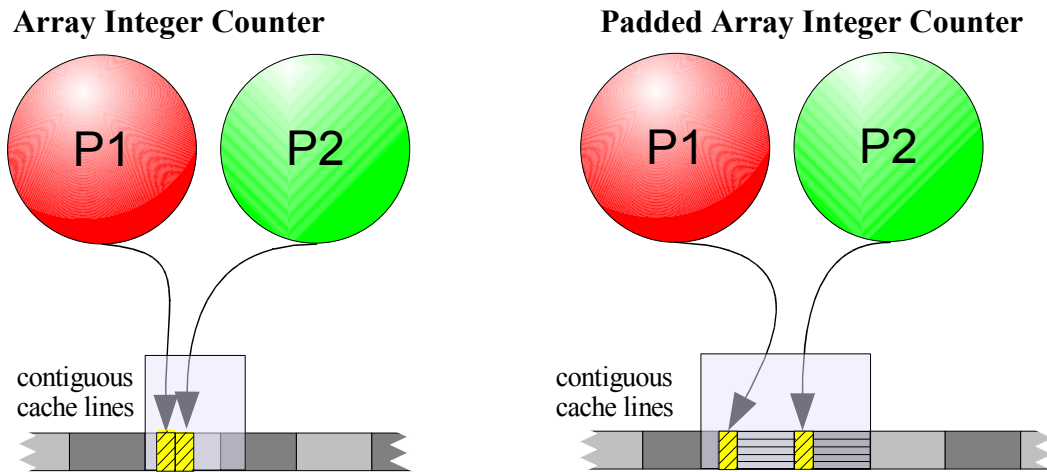 Array Integer Counter
P1
P2
contiguous
cache lines
Padded Array Integer Counter
P1
P2
contiguous
cache lines